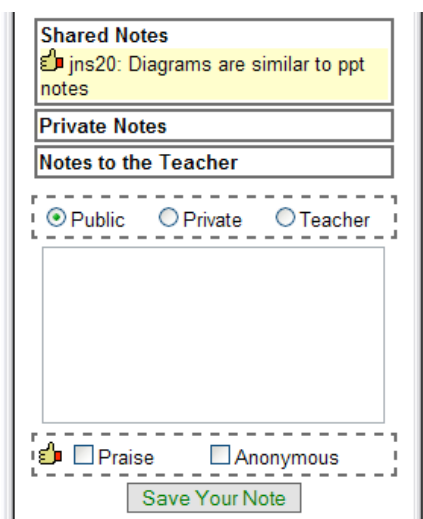 Shared Notes
jns20: Diagrams are similar to ppt
notes
Private Notes
Notes to the Teacher
Public Private Teacher
Praise Anonymous
Save Your Note